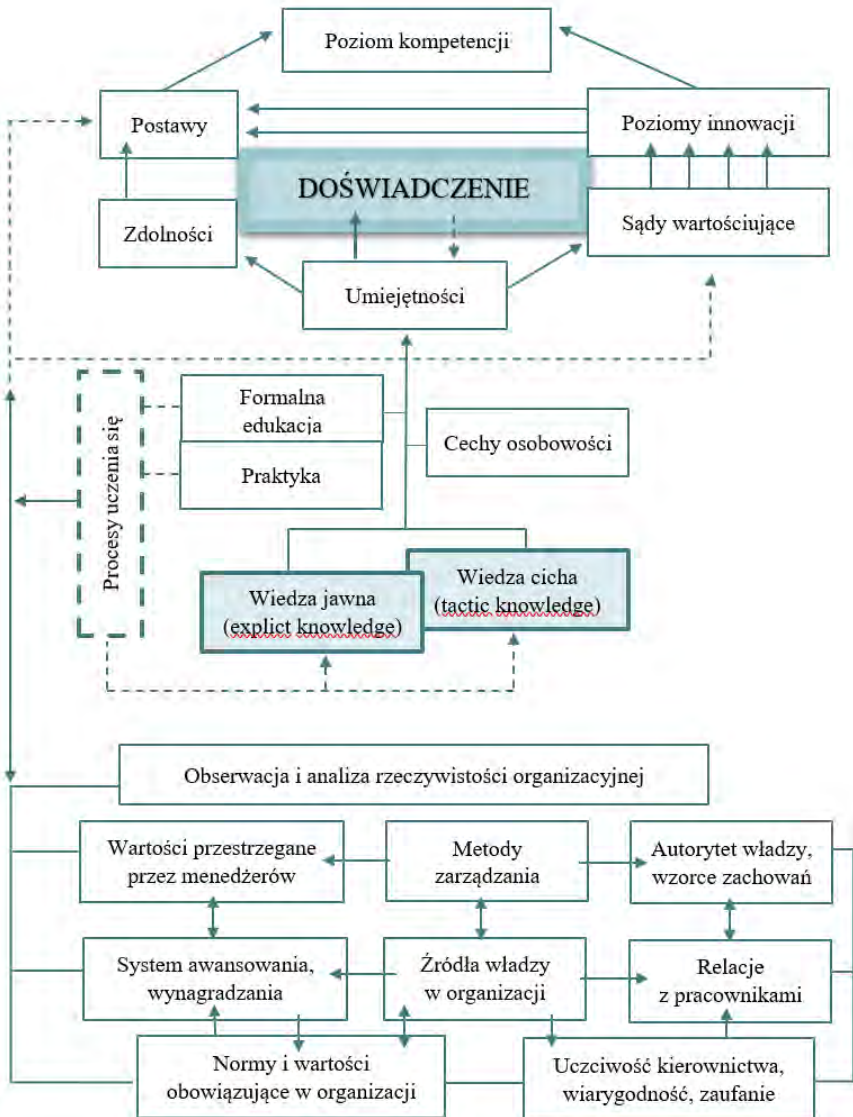 Poziom kompetencji
Postawy
Poziomy innowacji
DOŚWIADCZENIE
Zdolności
Sądy wartościujące
Umiejętności
Procesy uczenia się
Formalna
edukacja
Cechy osobowości
Praktyka
Wiedza cicha
(tactic knowledge)
Wiedza jawna
(explict knowledge)
Obserwacja i analiza rzeczywistości organizacyjnej
Wartości przestrzegane
przez menedżerów
Metody
zarządzania
Autorytet władzy,
wzorce zachowań
System awansowania,
wynagradzania
Źródła władzy
w organizacji
Relacje
z pracownikami
Normy i wartości
obowiązujące w organizacji
Uczciwość kierownictwa,
wiarygodność, zaufanie